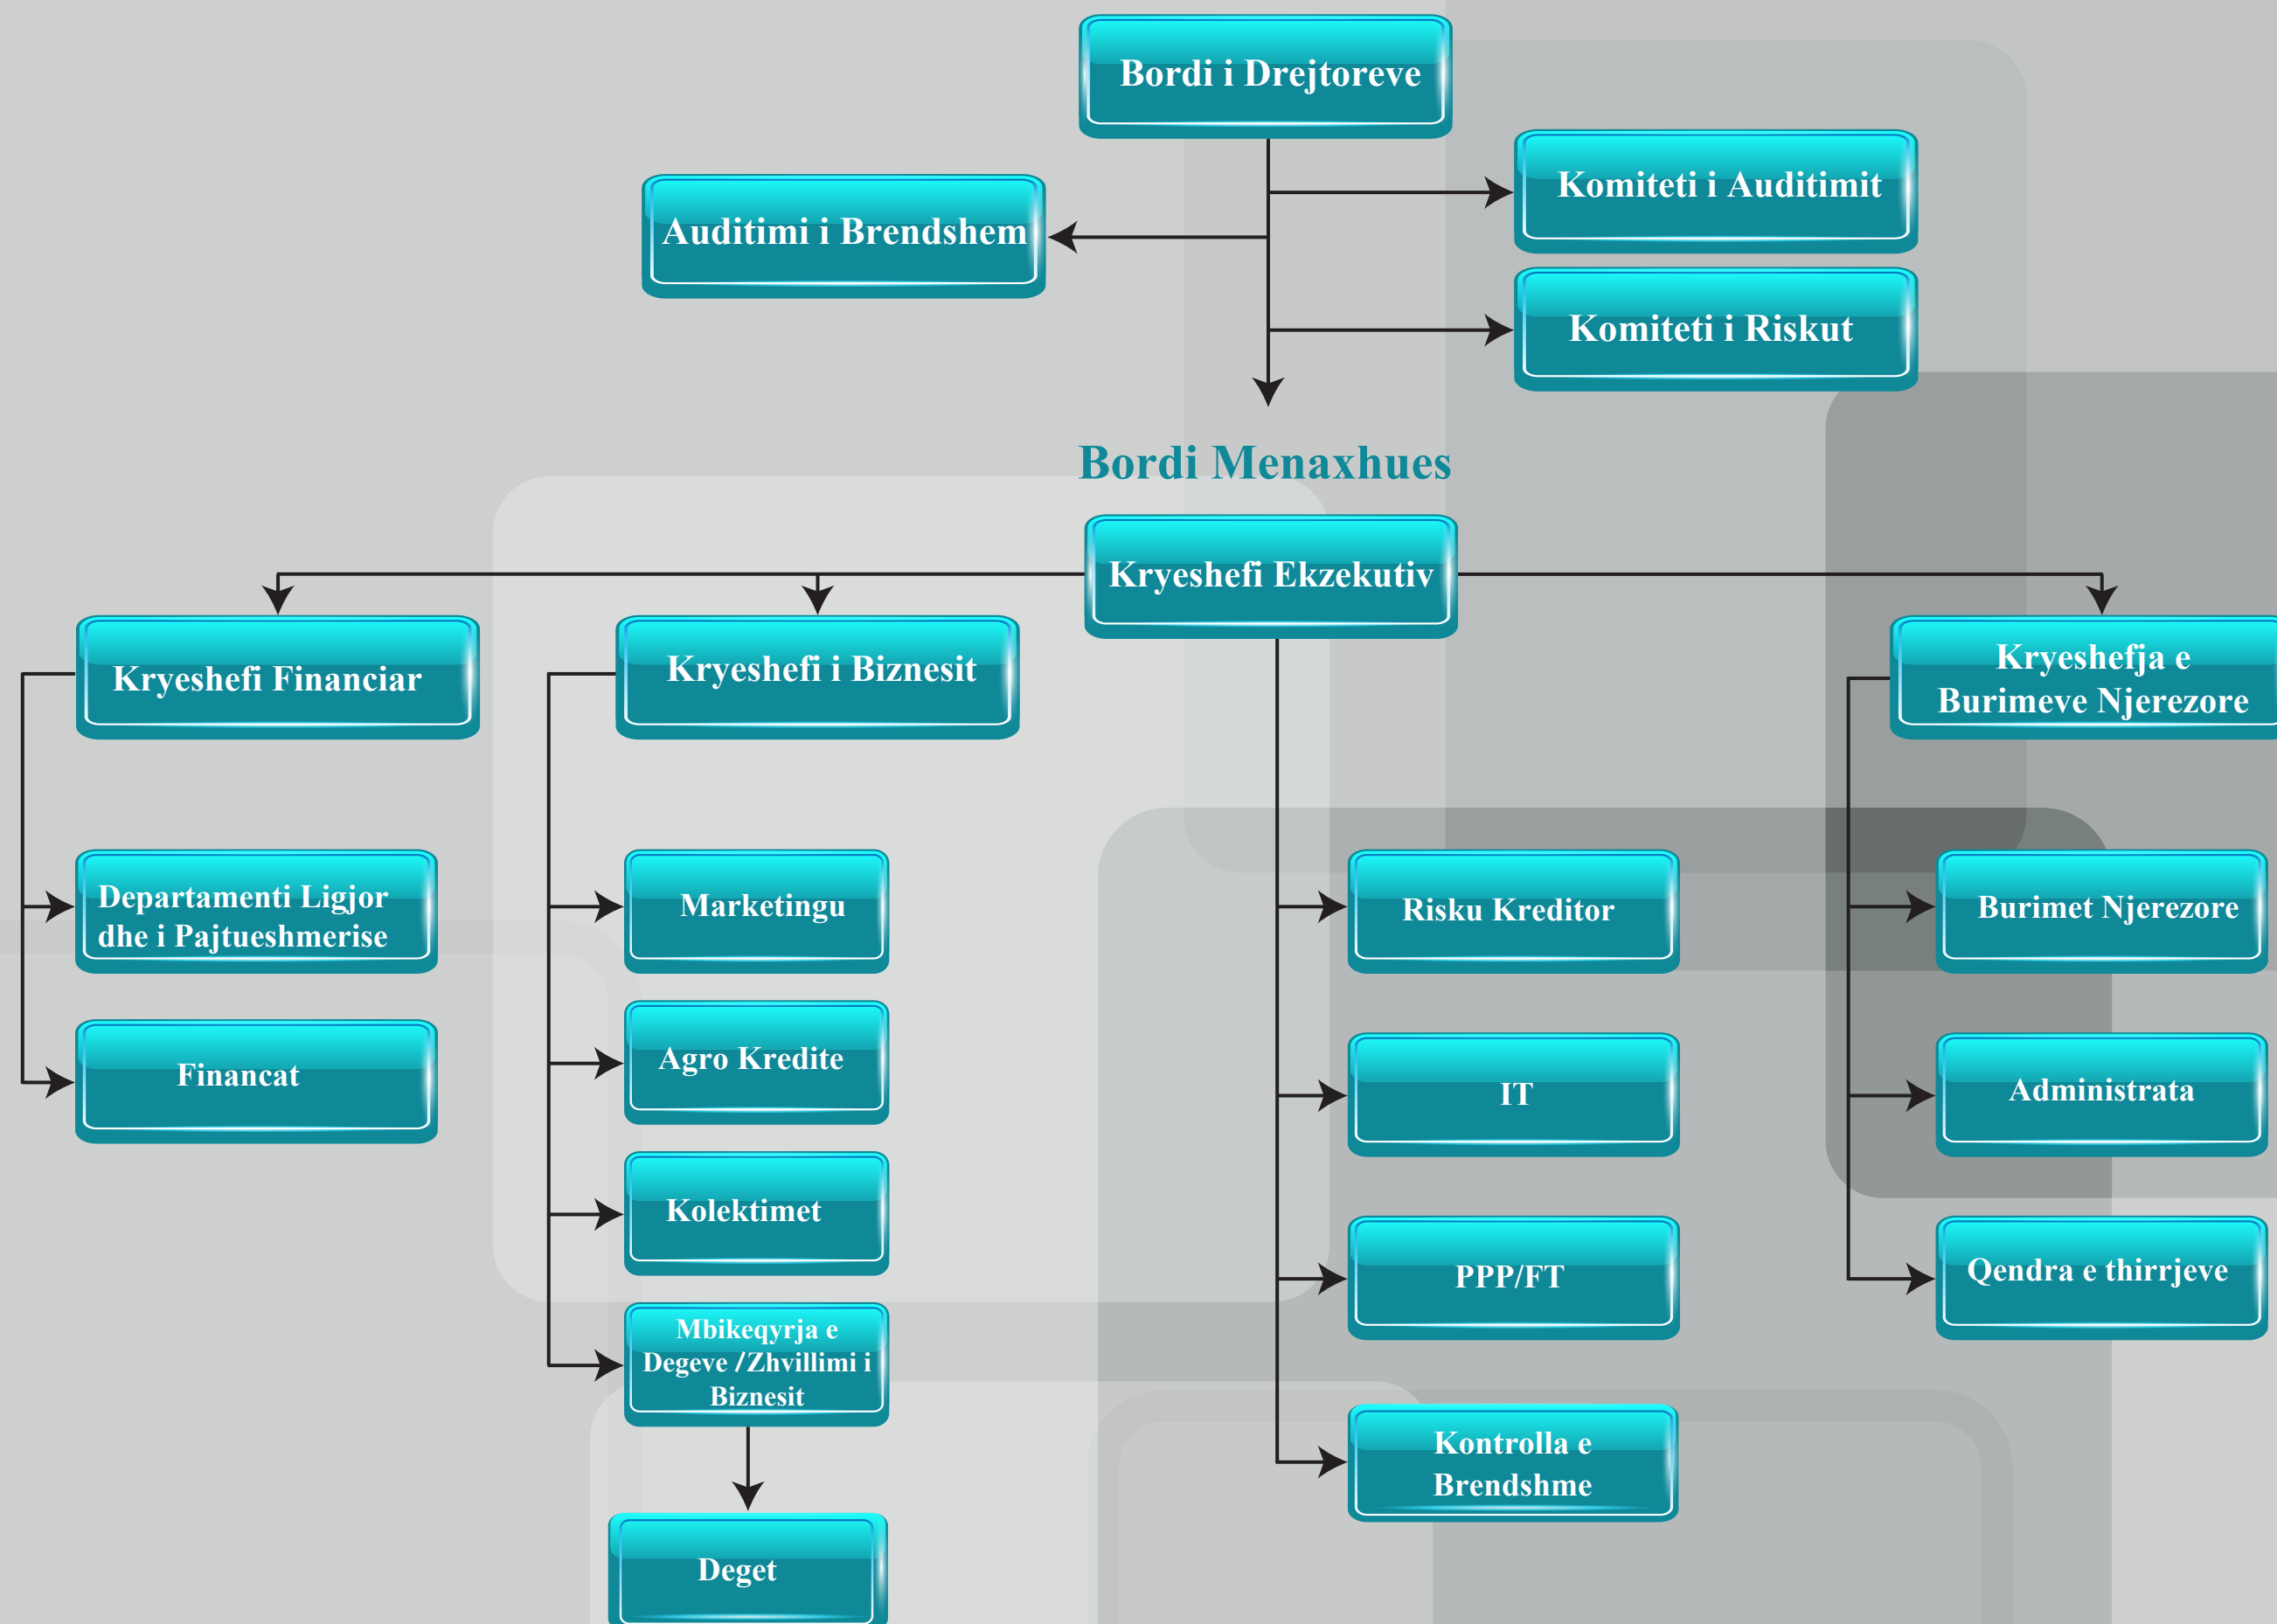 Bordi i Drejtoreve
Komiteti i Auditimit
Auditimi i Brendshem
Komiteti i Riskut
Bordi Menaxhues
Kryeshefi Ekzekutiv
Kryeshefi Financiar
Kryeshefi i Biznesit
Kryeshefja e
Burimeve Njerezore
Departamenti Ligjor
dhe i Pajtueshmerise
Financat
Marketingu
Agro Kredite
Kolektimet
Mbikeqyrja e
Degeve /Zhvillimi i
Biznesit
Deget
Risku Kreditor
IT
PPP/FT
Kontrolla e
Brendshme
Burimet Njerezore
Administrata
Qendra e thirrjeve